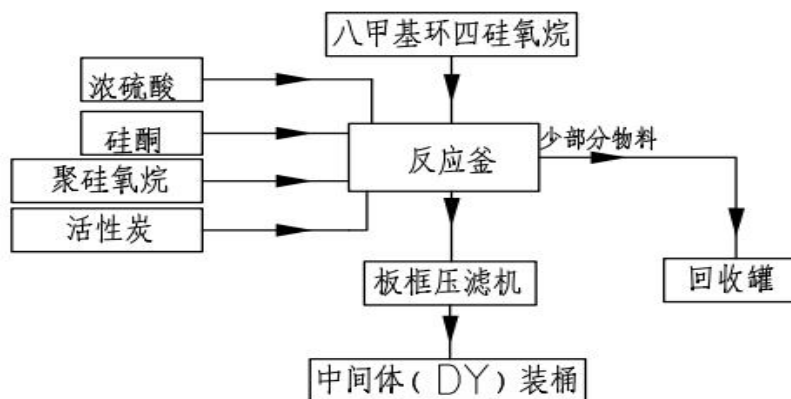 八甲基环四硅氧烷
浓硫酸
硅酮
聚硅氧烷
活性炭
反应釜
少部分物料
板框压滤机
回收罐
中间体(DY)装桶